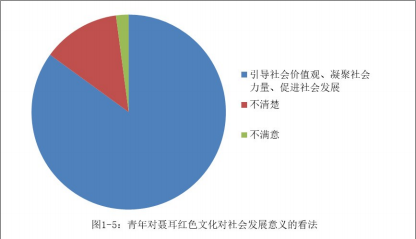 引导社会价值观、凝聚社会
力量、促进社会发展
不清楚
不满意
图1-5：青年对聂耳红色文化对社会发展意义的看法